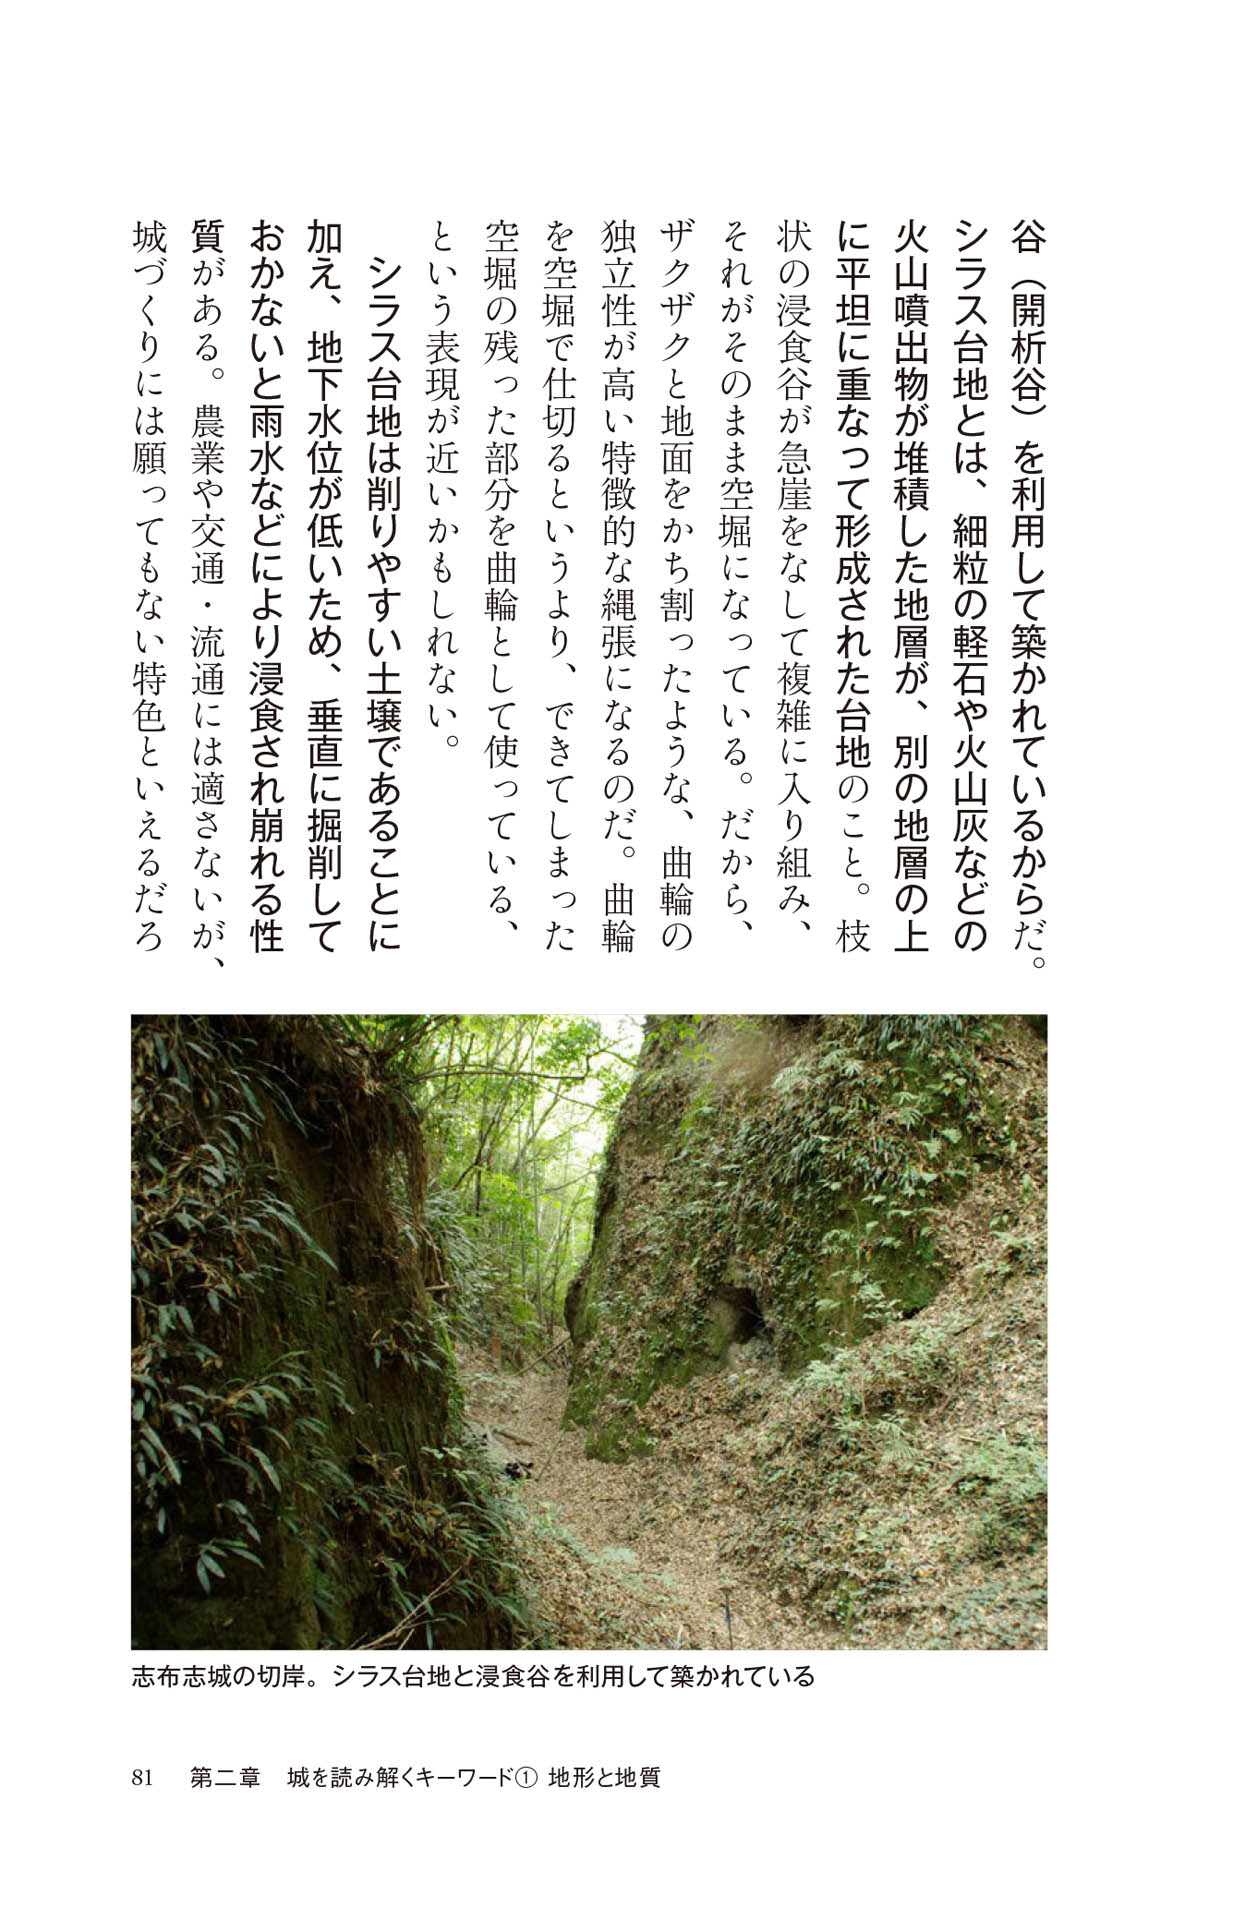 谷（開析谷）を利用して築かれているからだ。
シラス台地とは、細粒の軽石や火山灰などの
火山噴出物が堆積した地層が、別の地層の上
に平坦に重なって形成された台地のこと。枝
状の浸食谷が急崖をなして複雑に入り組み、
それがそのまま空堀になっている。だから、
ザクザクと地面をかち割ったような、曲輪の
独立性が高い特徴的な縄張になるのだ。曲輪
を空堀で仕切るというより、できてしまった
空堀の残った部分を曲輪として使っている、
という表現が近いかもしれない。
シラス台地は削りやすい土壌であることに
加え、地下水位が低いため、垂直に掘削して
おかないと雨水などにより浸食され崩れる性
質がある。農業や交通・流通には適さないが、
城づくりには願ってもない特色といえるだろ
志布志城の切岸。シラス台地と浸食谷を利用して築かれている
81　第二章　城を読み解くキーワード① 地形と地質